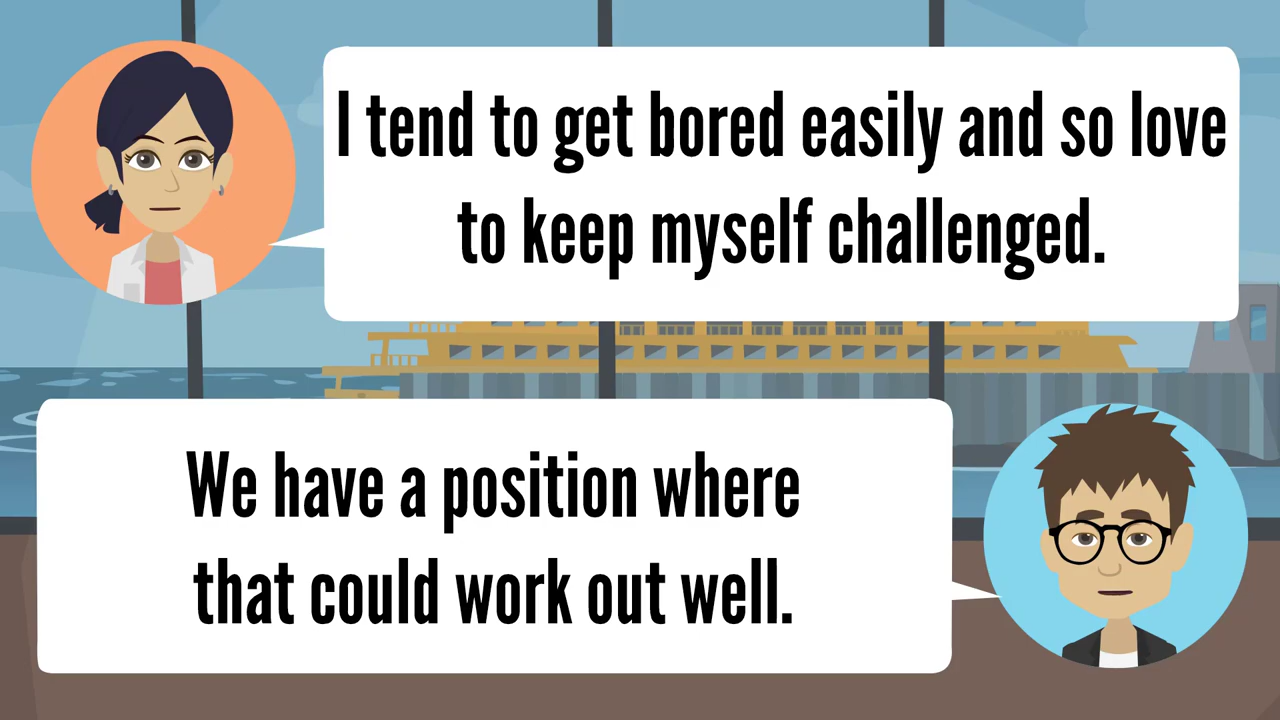 I tend to get bored easily and so love
to keep myself challenged.
We have a position where
that could work out well.